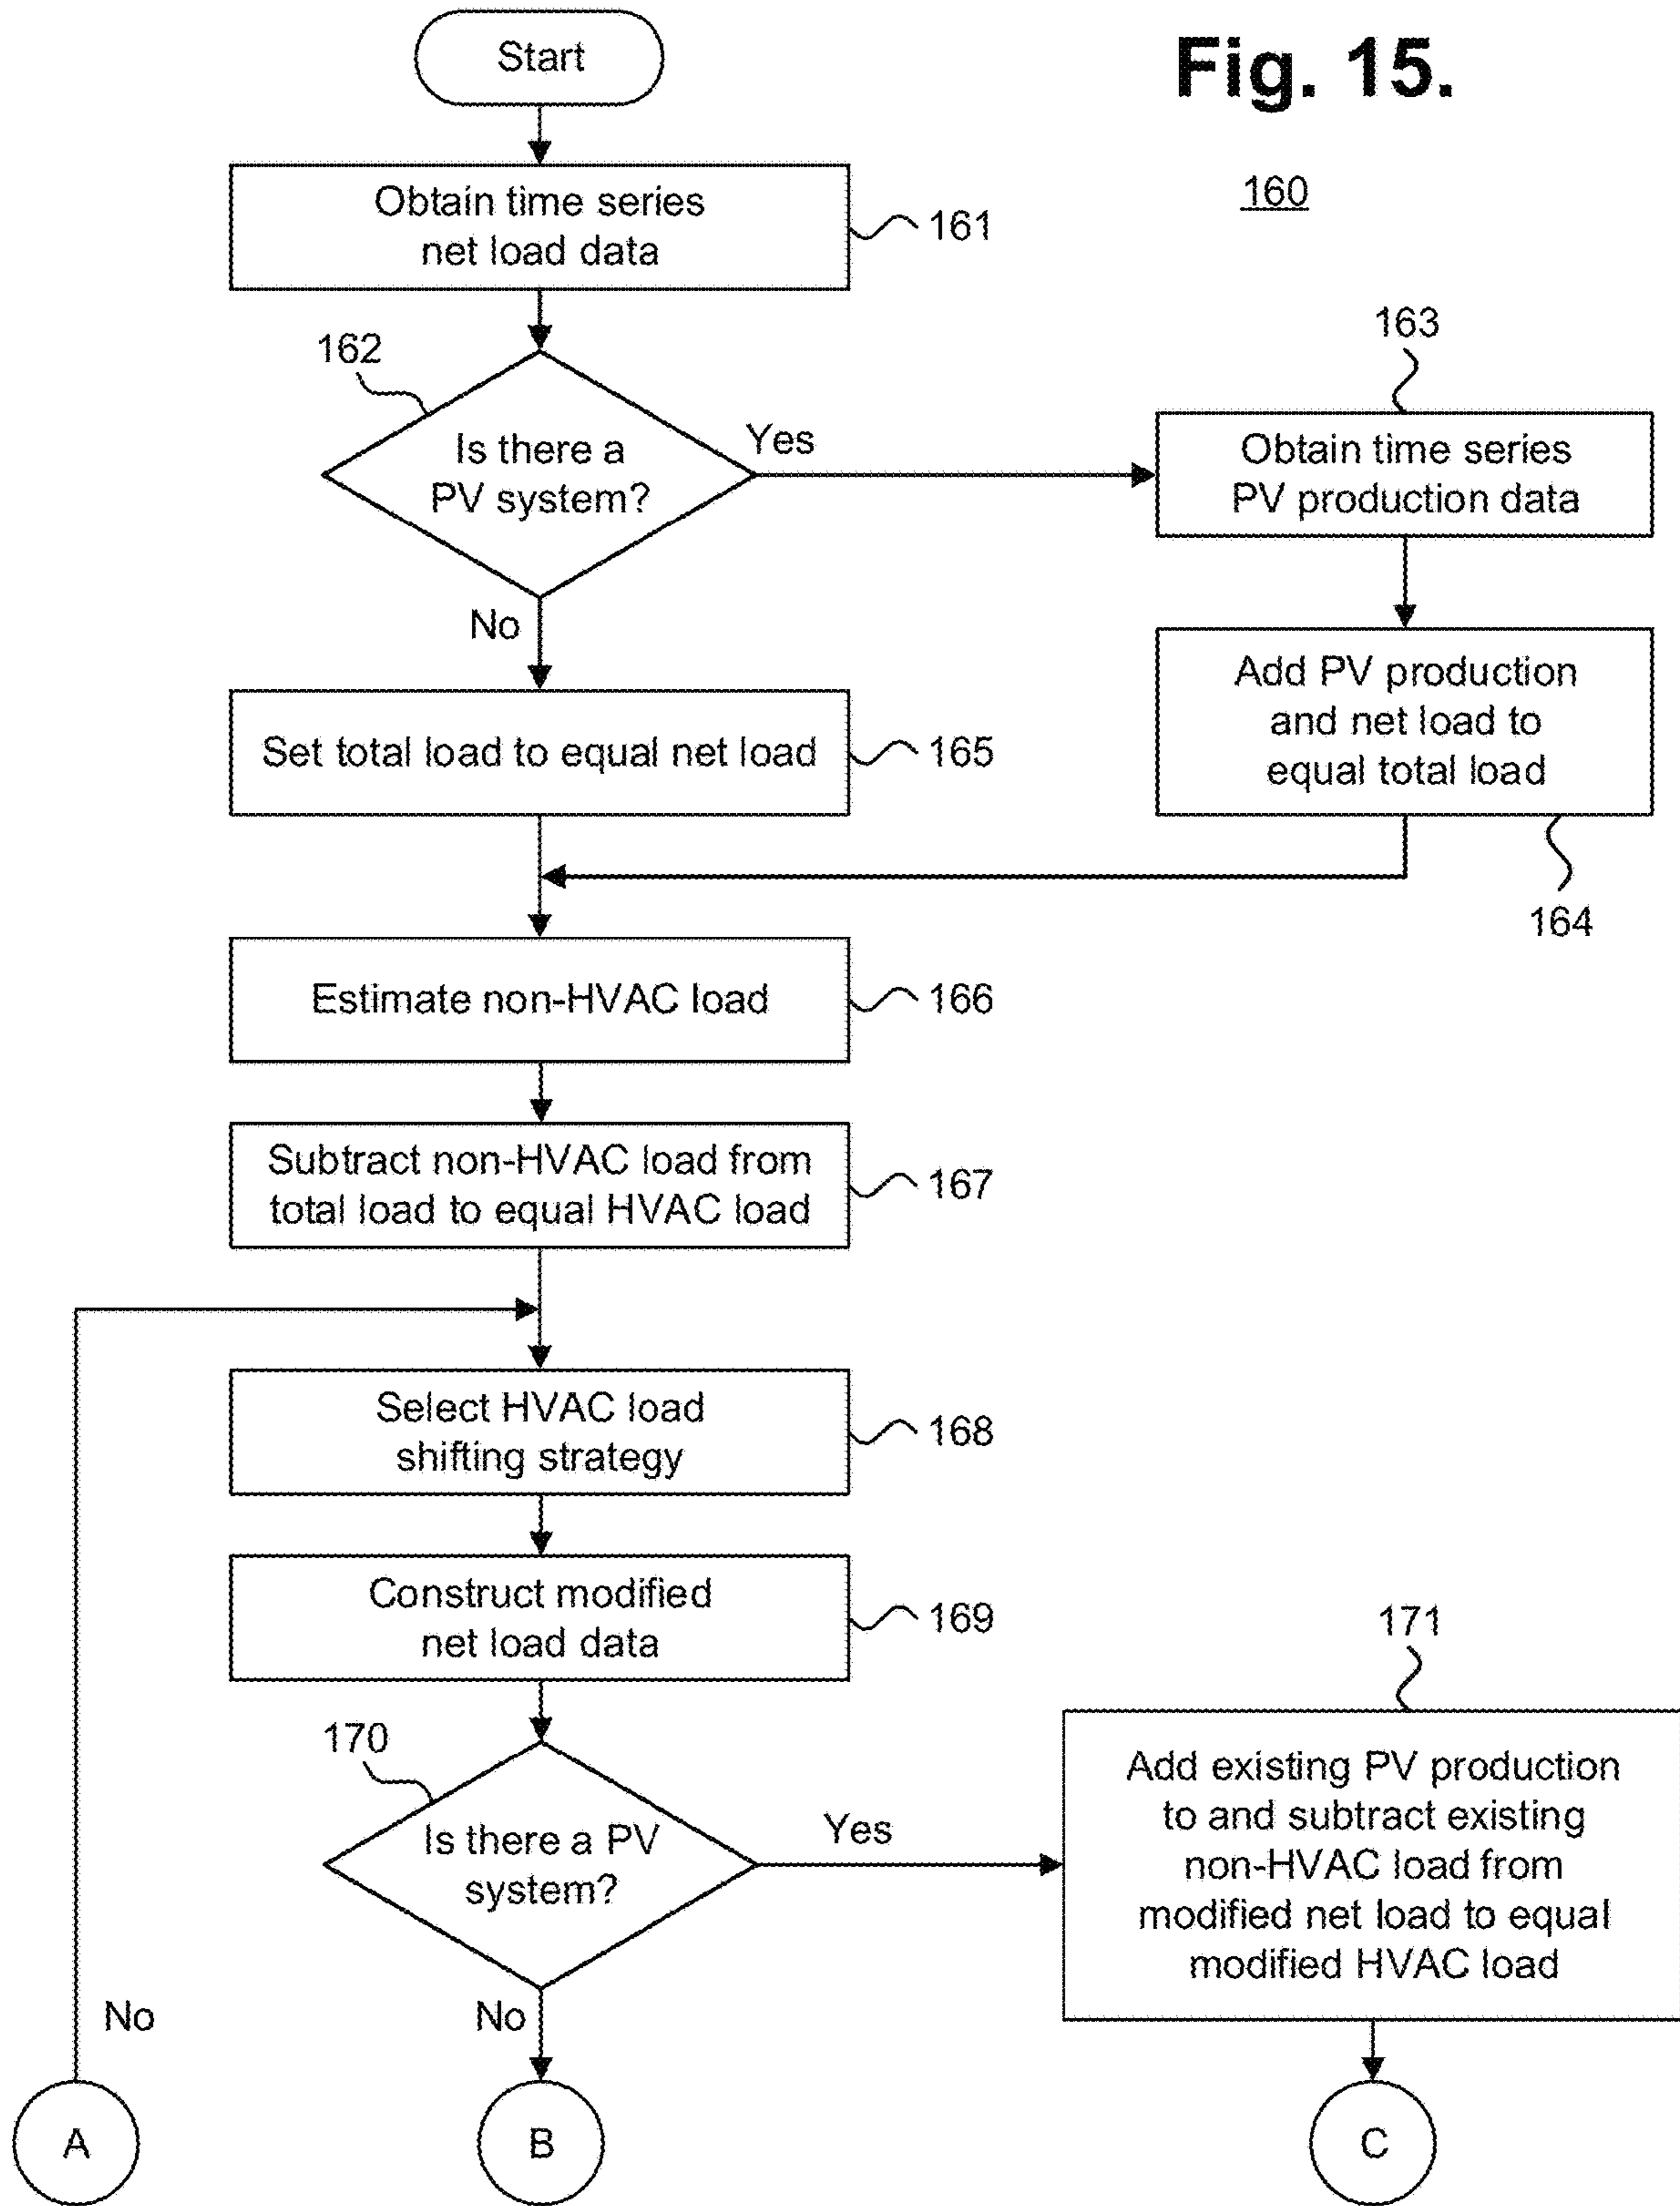 Start
Fig. 15.
160
Obtain time series
net load data
161
162
Is there a
PV system?
Yes
No
163
Obtain time series
PV production data
Add PV production
and net load to
equal total load
164
Set total load to equal net load
165
Estimate non-HVAC load
166
Subtract non-HVAC load from
total load to equal HVAC load
167
Select HVAC load
shifting strategy
168
Construct modified
net load data
169
170
Is there a PV
system?
Yes
171
Add existing PV production
to and subtract existing
non-HVAC load from
modified net load to equal
modified HVAC load
No
No
A
B
C